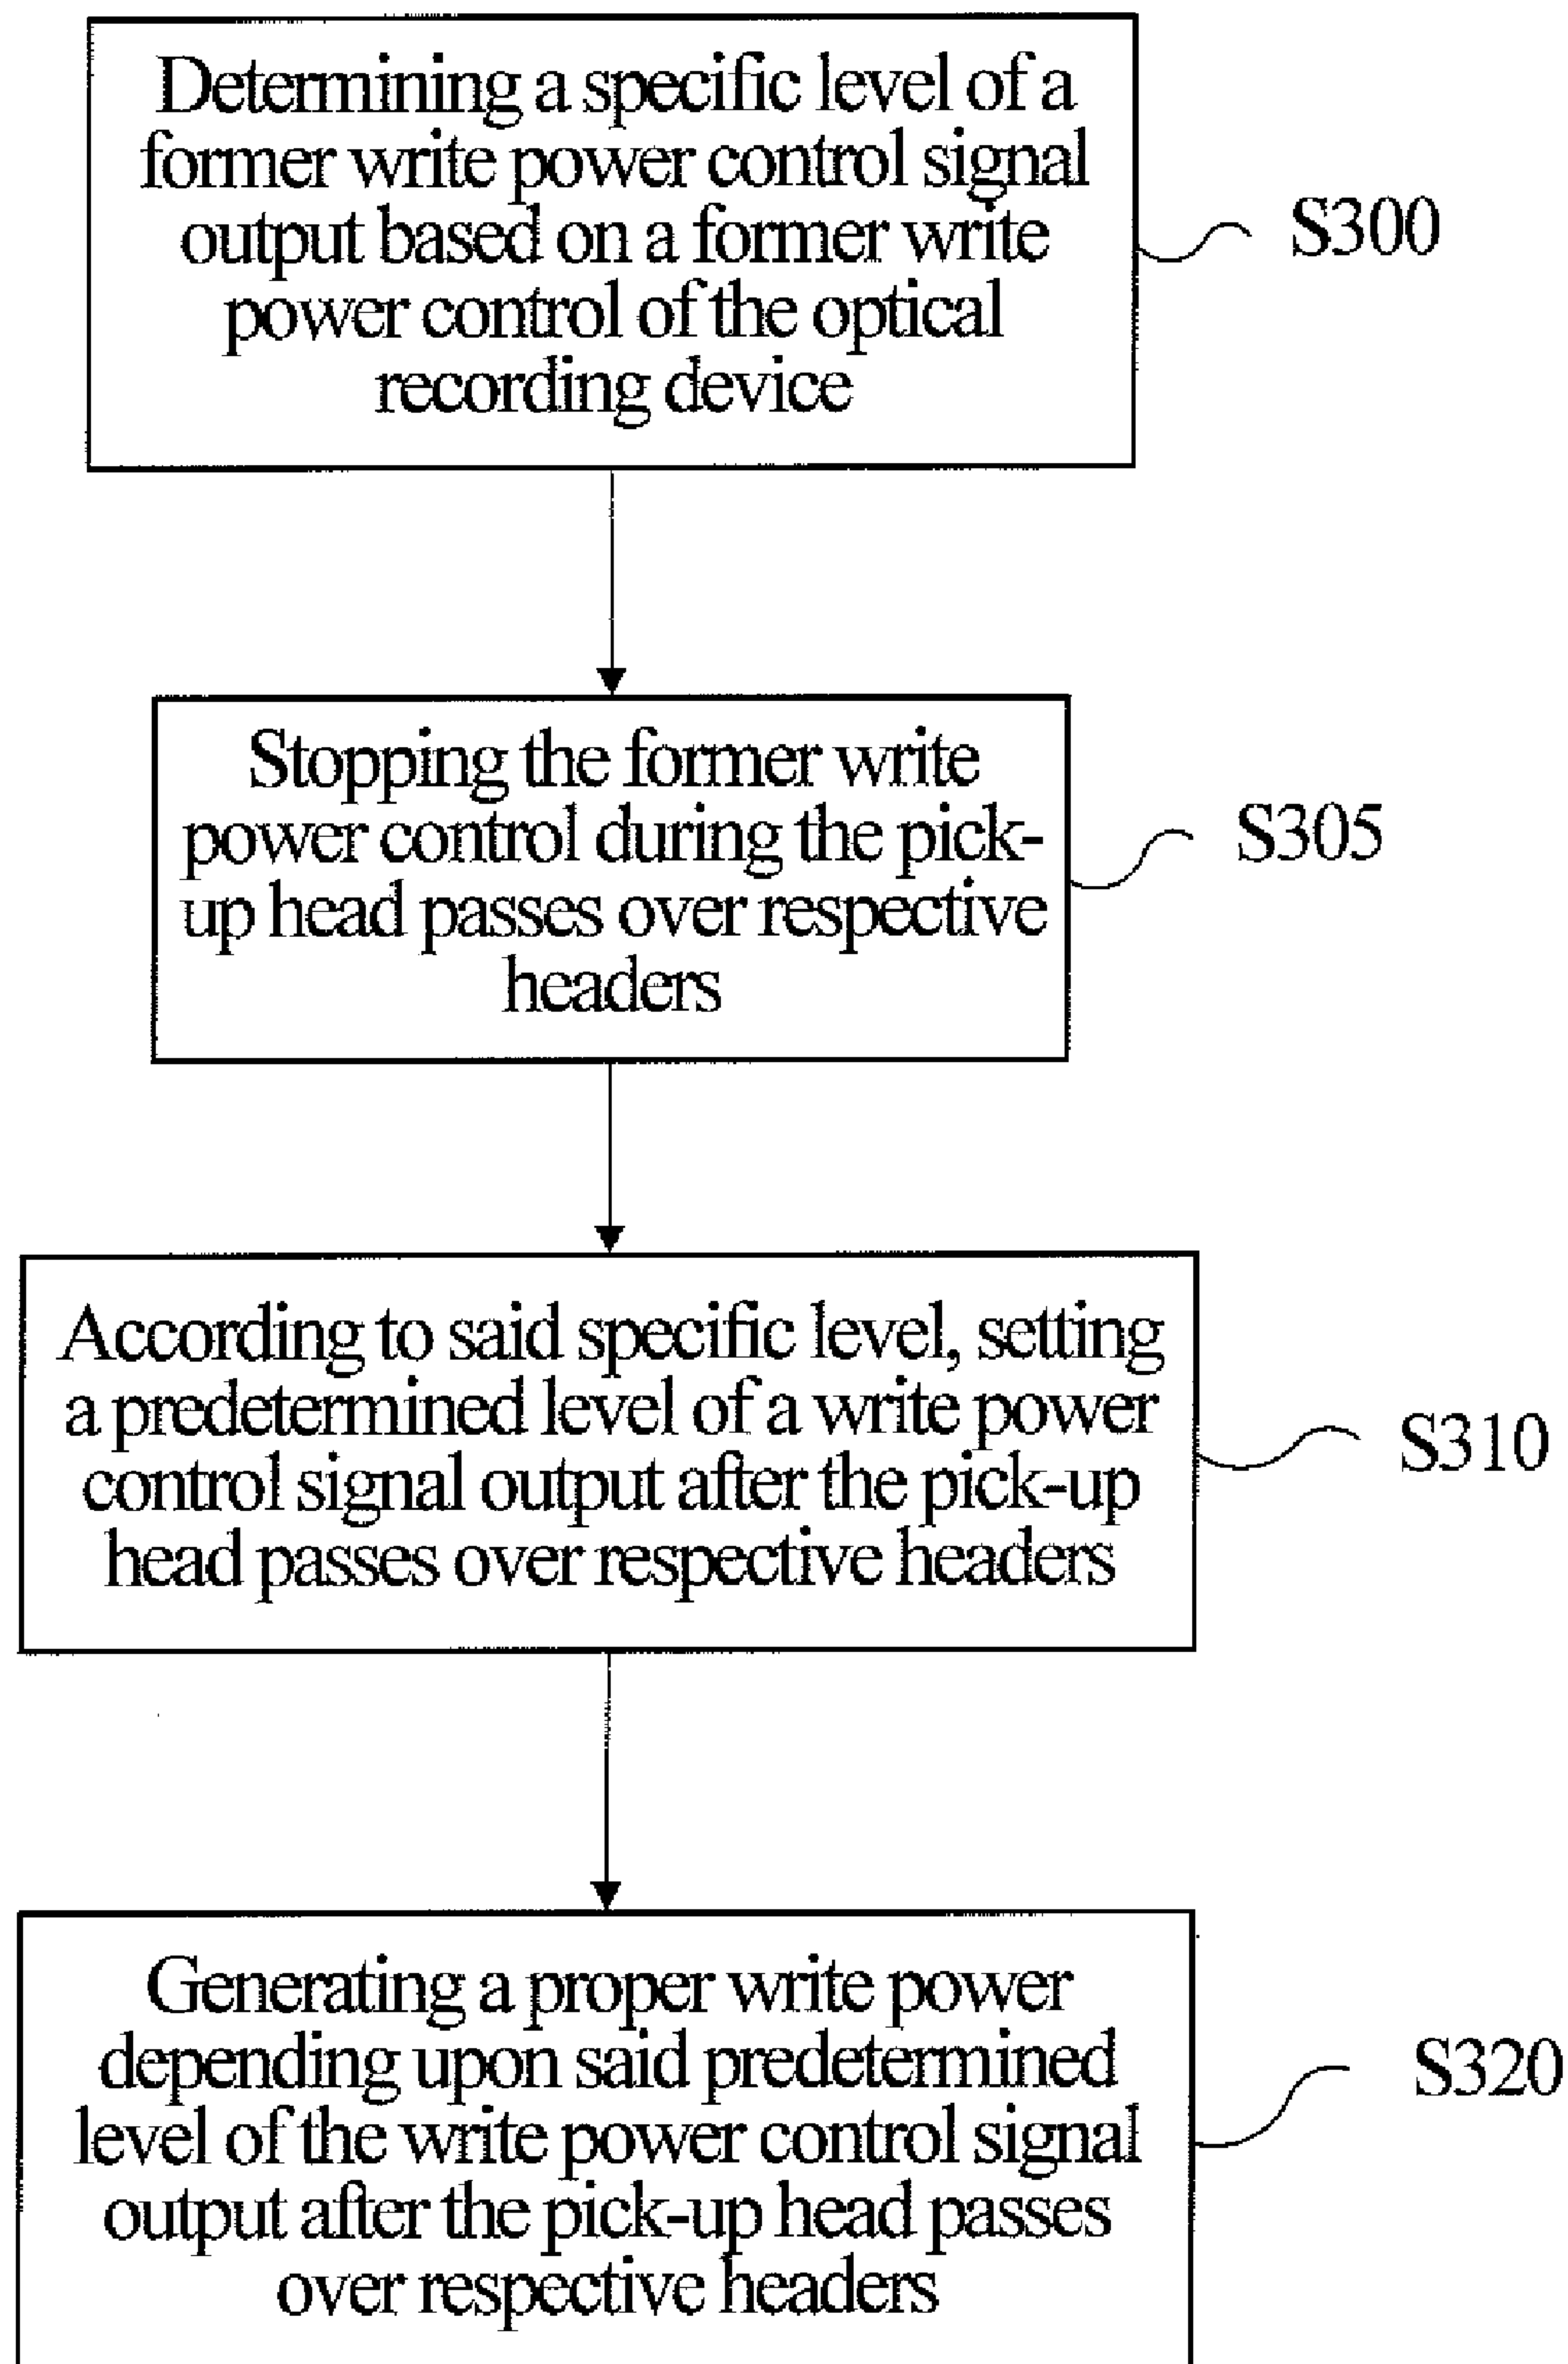 Determining a specific level of a
former write power control signal
output based on a former write
power control of the optical
recording device
S300
Stopping the former write
power control during the pick-
up head passes over respective
headers
S305
According to said specific level, setting
a predetermined level of a write power
control signal output after the pick-up
head passes over respective headers
S310
Generating a proper write power
depending upon said predetermined
level of the write power control signal
output after the pick-up head passes
over respective headers
S320